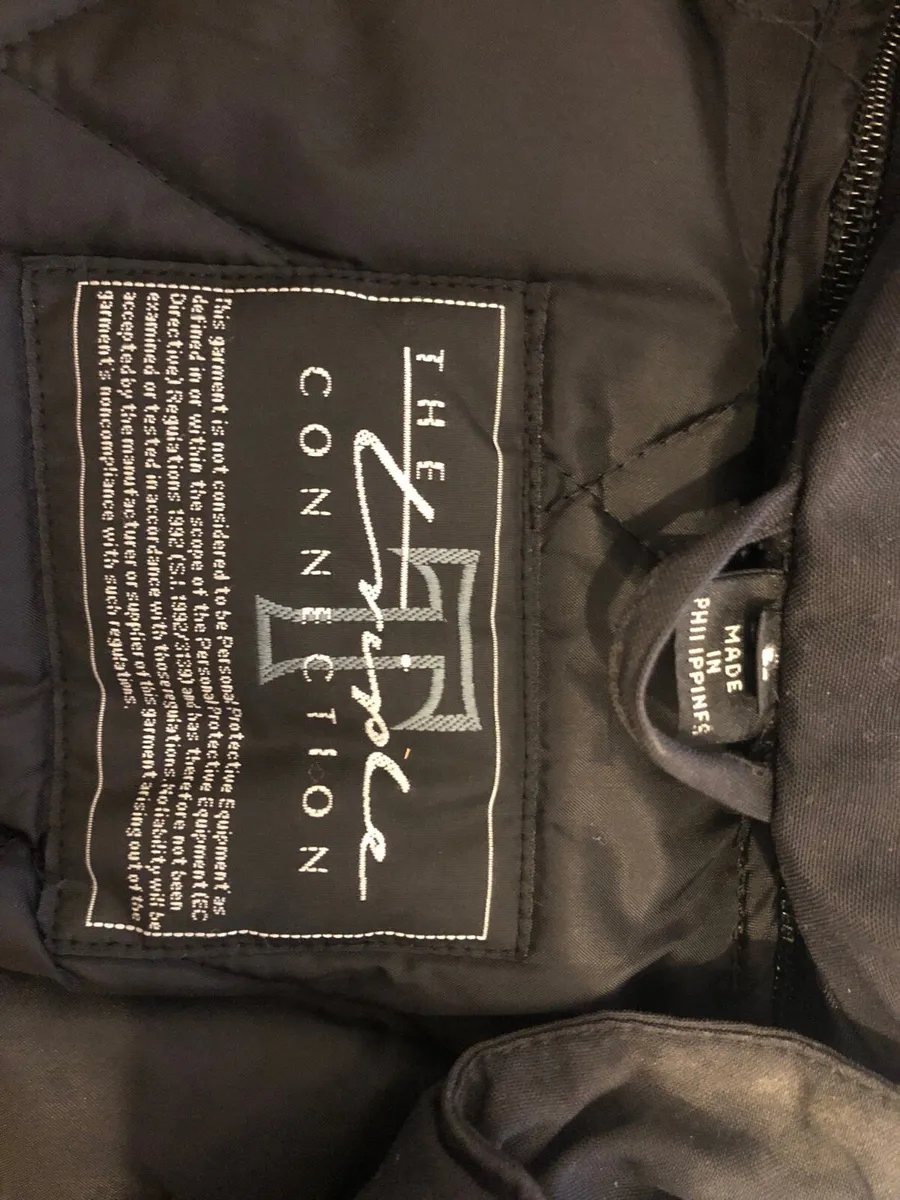 THE
Temple
CONNECTION
This garment is not considered to be Personal Protective Equipment as
defined in or within the scope of the Personal Protective Equipment (EC
Directive) Regulations 1992 (S.I. 1992/3139) and has therefore not been
examined or tested in accordance with those regulations. No liability will be
accepted by the manufacturer or supplier of this garment arising out of the
garment's noncompliance with such regulations
MADE
IN
PHILIPPINES